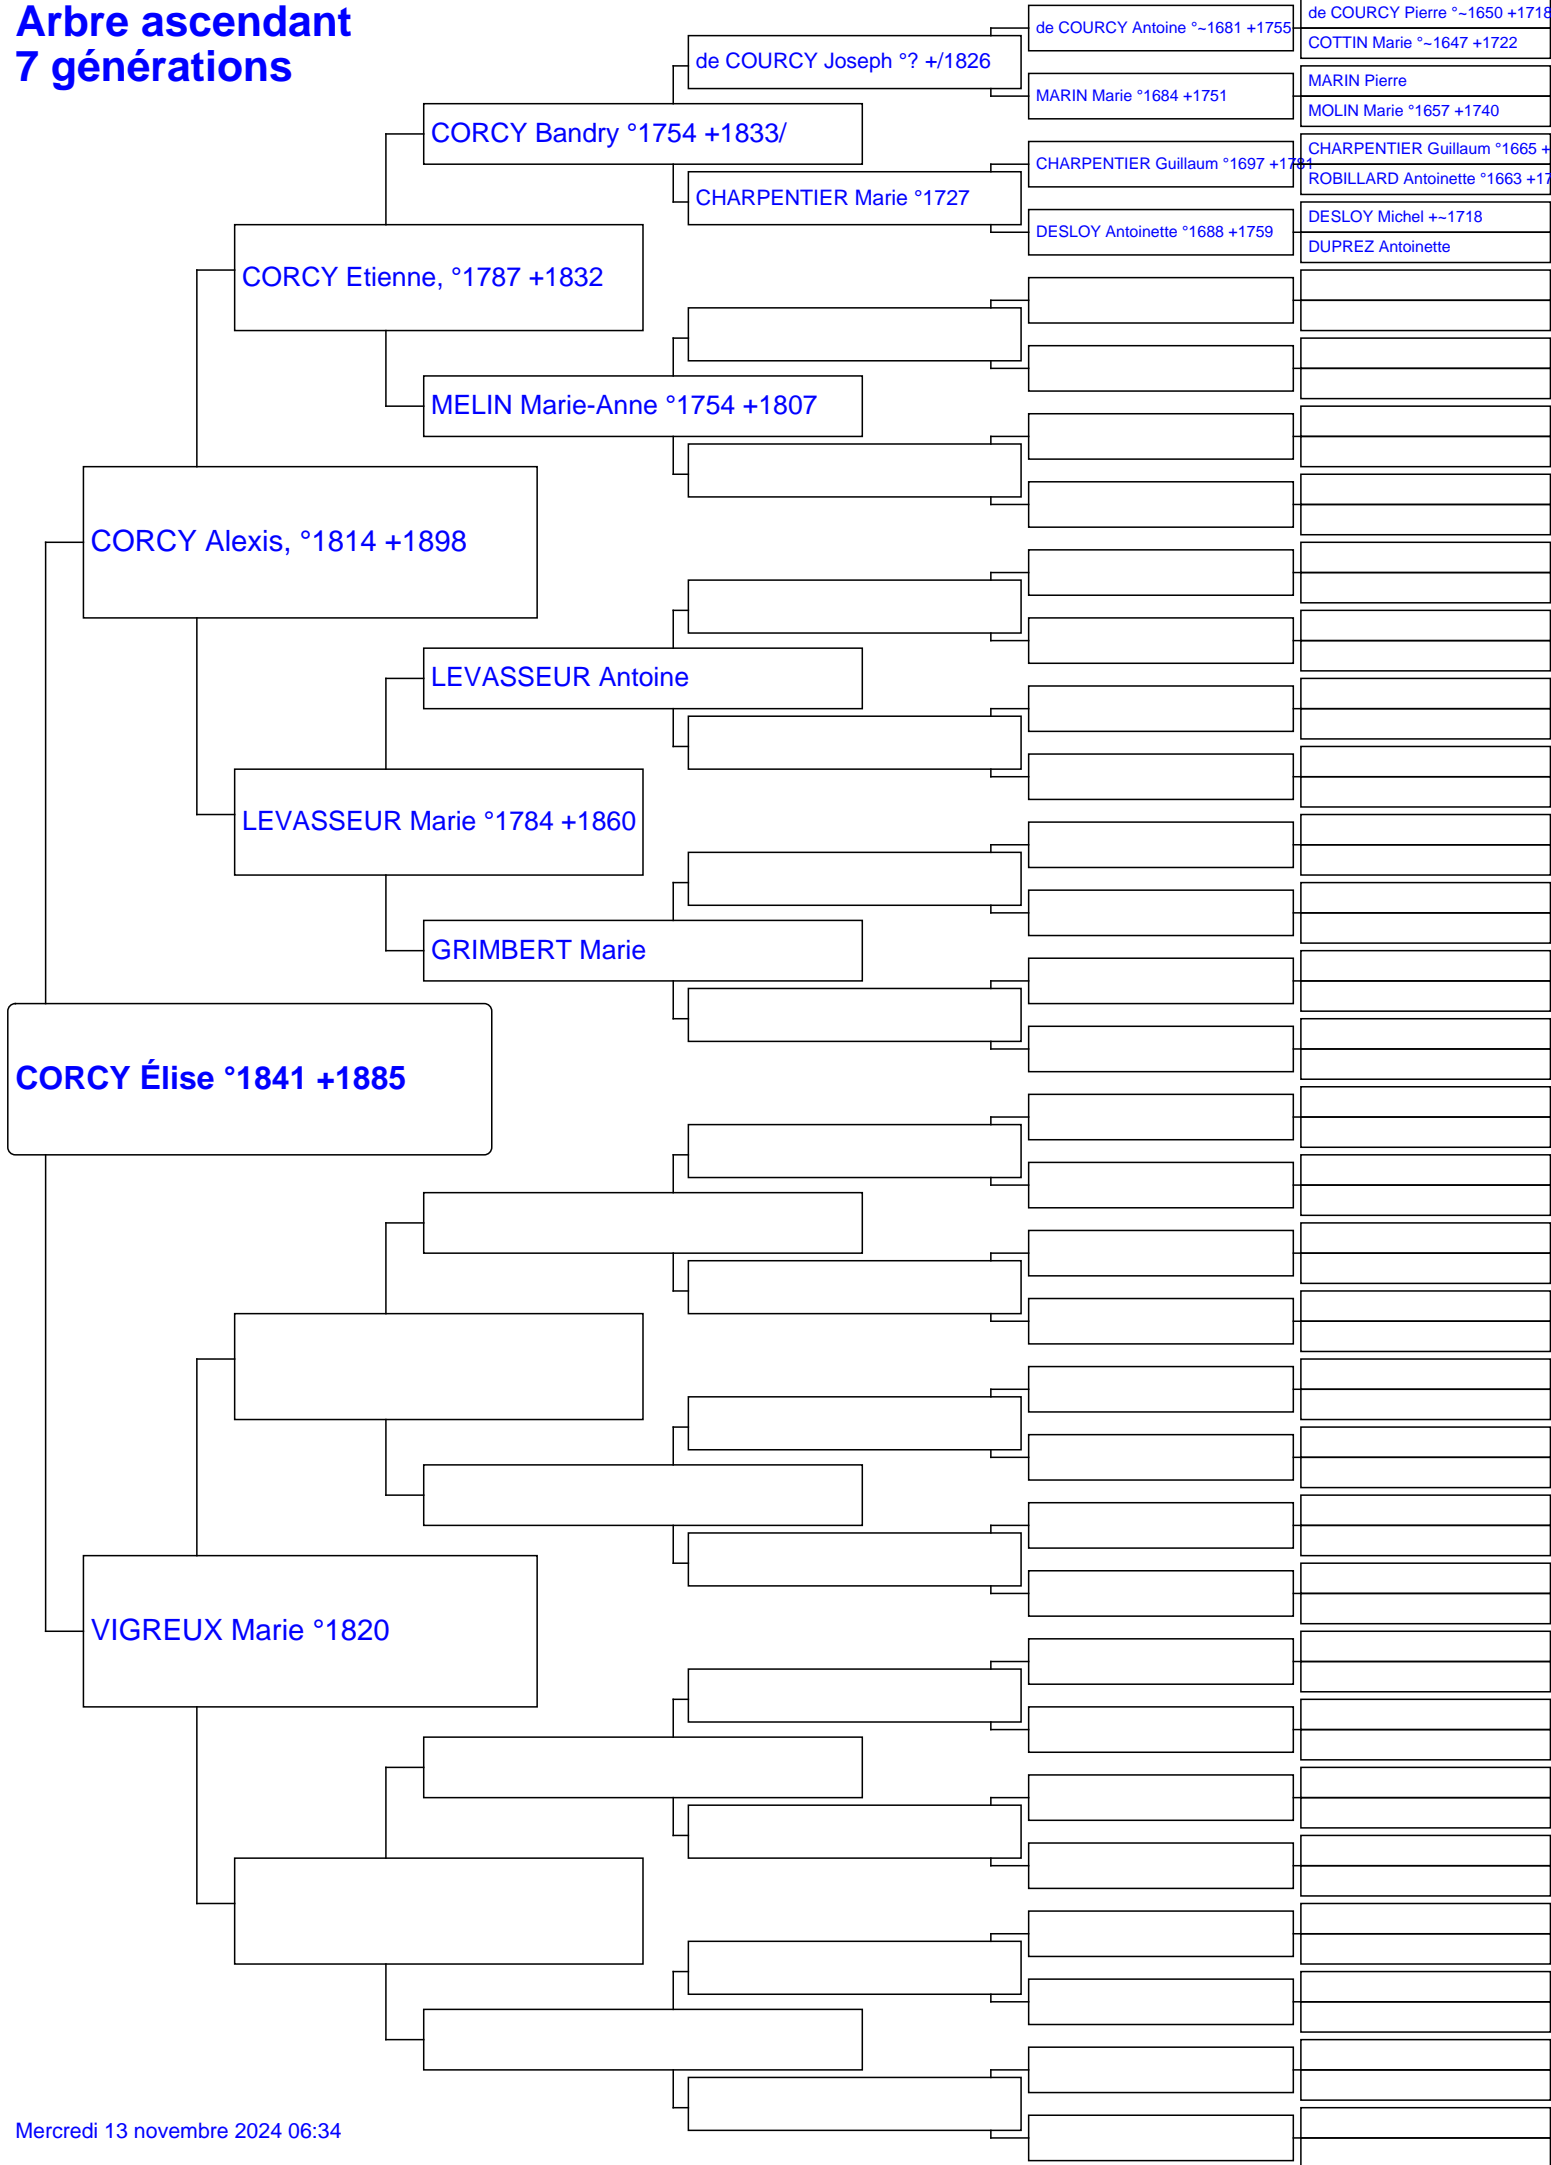 Arbre ascendant
7 générations
de COURCY Pierre °~1650 +1718
de COURCY Antoine °~1681 +1755
COTTIN Marie °~1647 +1722
de COURCY Joseph °? +/1826
MARIN Pierre
MARIN Marie °1684 +1751
MOLIN Marie °1657 +1740
CORCY Bandry °1754 +1833/
CHARPENTIER Guillaum °1665 +
CHARPENTIER Guillaum °1697 +1781
ROBILLARD Antoinette °1663 +17
CHARPENTIER Marie °1727
DESLOY Michel +~1718
DESLOY Antoinette °1688 +1759
DUPREZ Antoinette
CORCY Etienne, °1787 +1832
MELIN Marie-Anne °1754 +1807
CORCY Alexis, °1814 +1898
LEVASSEUR Antoine
LEVASSEUR Marie °1784 +1860
GRIMBERT Marie
CORCY Élise °1841 +1885
VIGREUX Marie °1820
Mercredi 13 novembre 2024 06:34